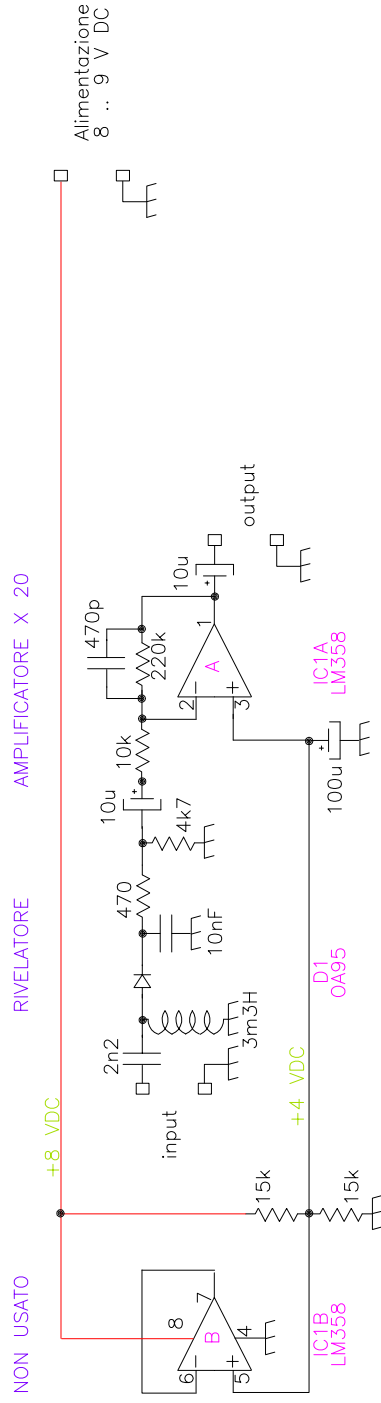 NON USATO
RIVELATORE
AMPLIFICATORE X 20
Alimentazione
8 .. 9 V DC
+8 VDC
6
5
7
8
4
B
IC1B
LM358
15k
15k
+4 VDC
input
2n2
3m3H
D1
OA95
10nF
470
4k7
10u
+
10k
470p
220k
2
3
1
A
IC1A
LM358
100u
+
10u
+
output